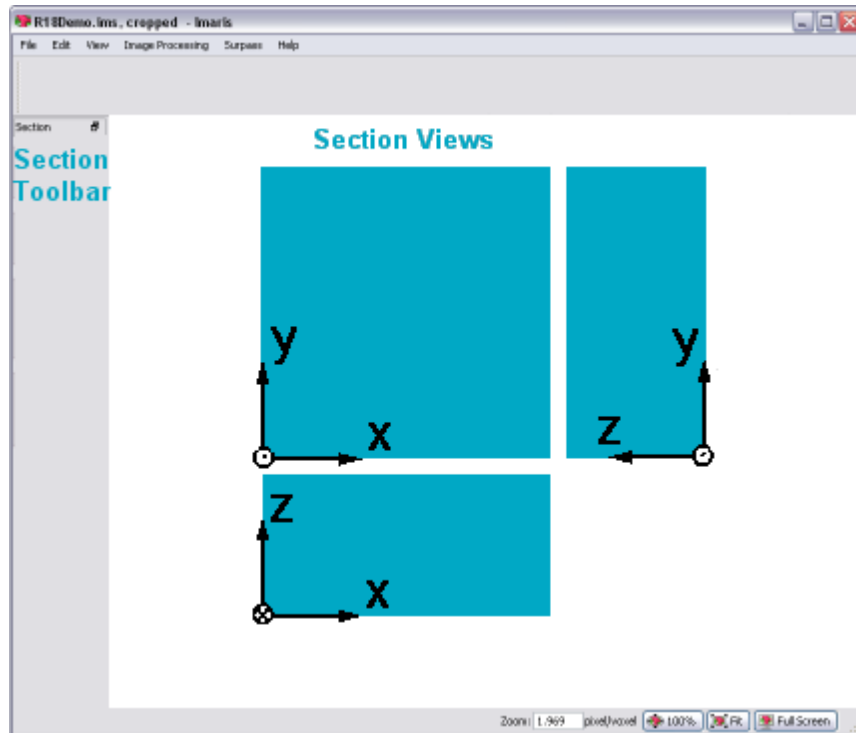 R18Demo.ims, cropped - Imaris
File Edit View Image Processing Surpass Help
Section
Section Views
Section
Toolbar
y
x
y
z
z
x
Zoom: 1.969 pixel/voxel 100% Fit Full Screen